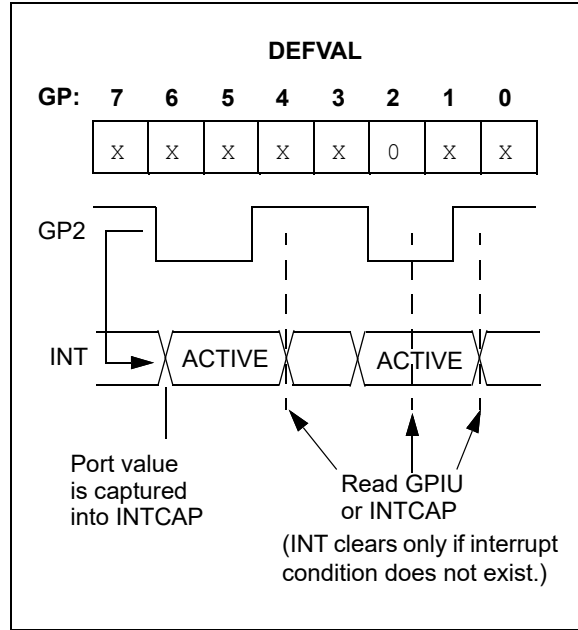 DEFVAL
GP: 7 6 5 4 3 2 1 0
X X X X X 0 X X
GP2
INT ACTIVE ACTIVE
Port value
is captured
into INTCAP
Read GPIU
or INTCAP
(INT clears only if interrupt
condition does not exist.)